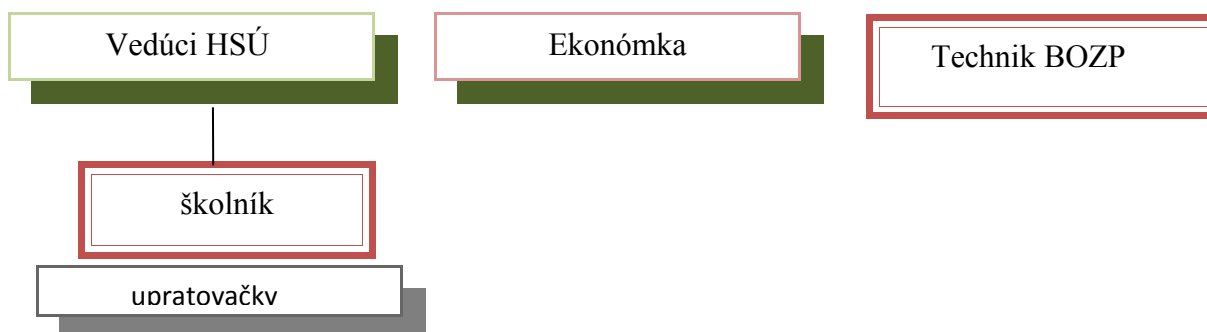 Vedúci HSÚ
Ekonómka
Technik BOZP
školník
upratovačky